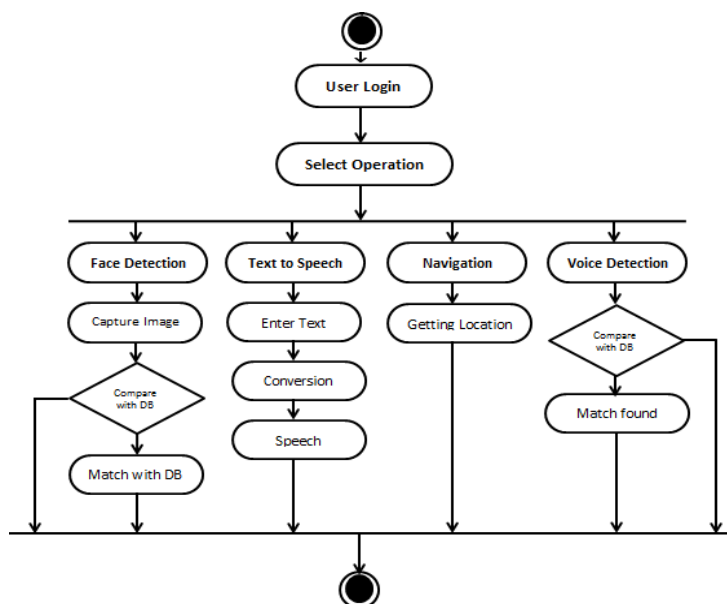 User Login
Select Operation
Face Detection
Text to Speech
Navigation
Voice Detection
Capture Image
Enter Text
Getting Location
Compare
with DB
Compare
with DB
Conversion
Match found
Speech
Match with DB